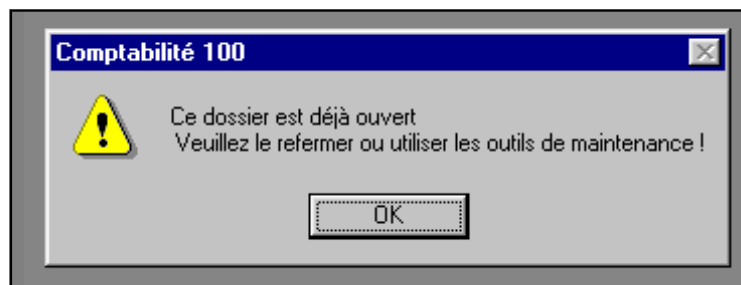 Comptabilité 100
Ce dossier est déjà ouvert
Veuillez le refermer ou utiliser les outils de maintenance !
OK